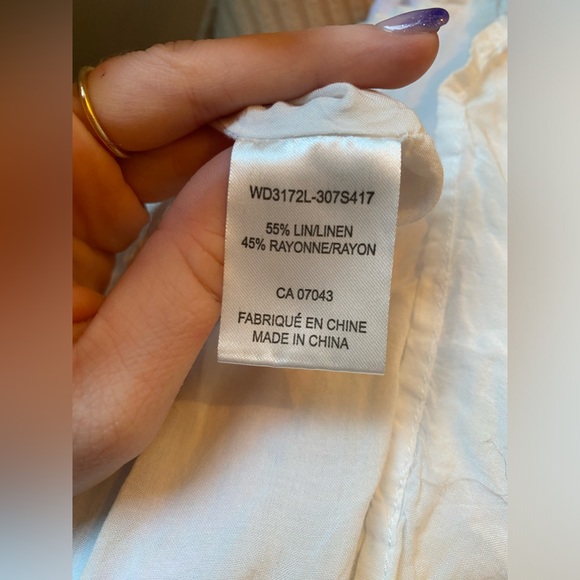 WD3172L-307S417
55% LIN/LINEN
45% RAYONNE/RAYON
CA 07043
FABRIQUÉ EN CHINE
MADE IN CHINA